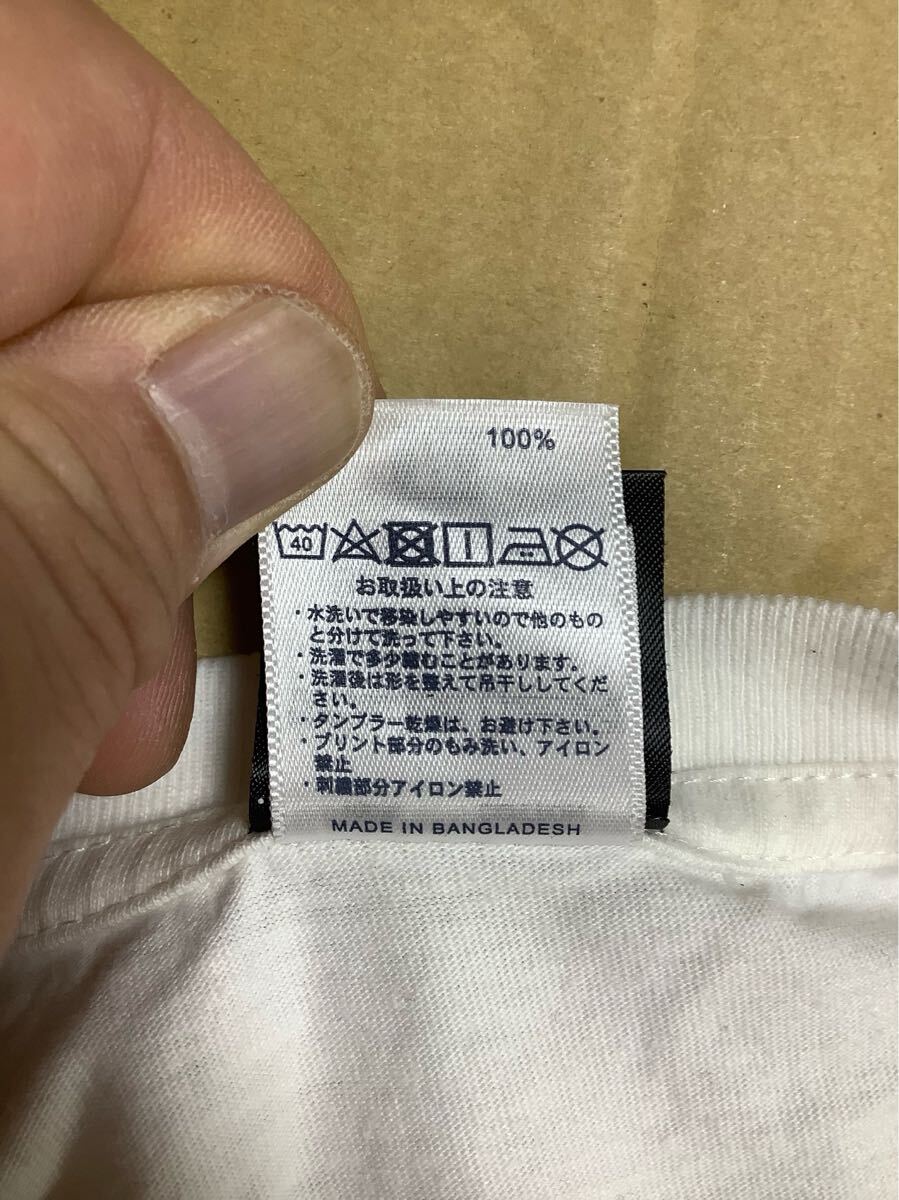 100%
40
お取扱い上の注意
・水洗いで移染しやすいので他のもの
と分けて洗って下さい。
・洗濯で多少縮むことがあります。
・洗濯後は形を整えて吊干ししてくだ
さい。
・タンブラー乾燥は、お避け下さい。
・プリント部分のもみ洗い、アイロン
禁止
・刺繍部分アイロン禁止
MADE IN BANGLADESH